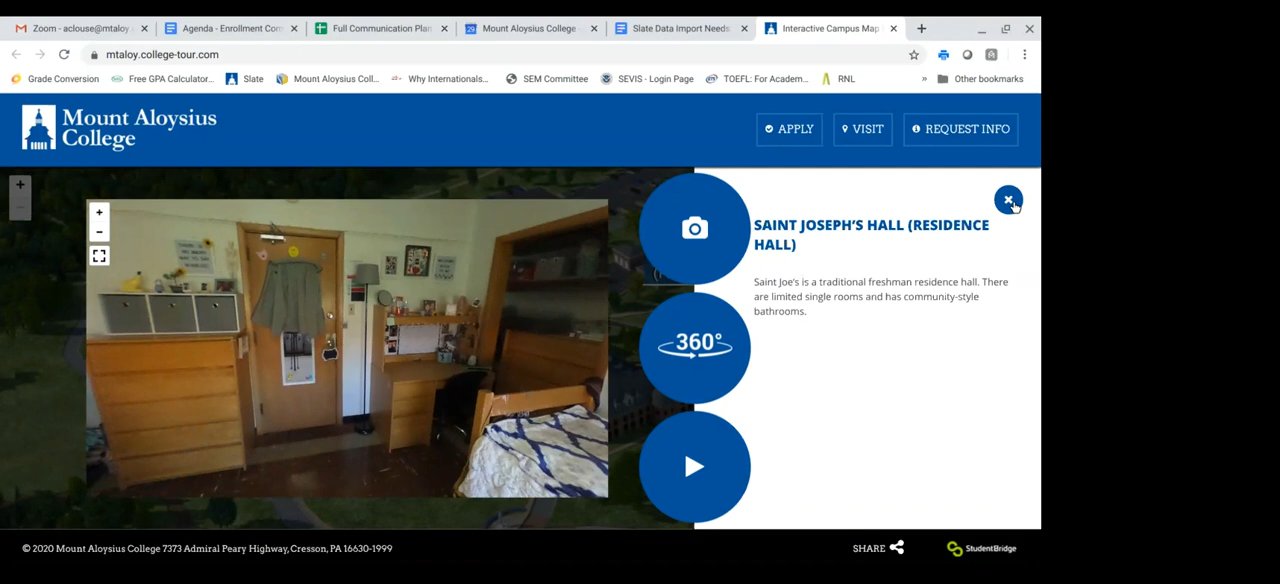 Zoom - aclouse@mtaloy
Agenda - Enrollment Com
Full Communication Plan
Mount Aloysius College -
Slate Data Import Needs
Interactive Campus Map
mtaloy.college-tour.com
Grade Conversion
Free GPA Calculator...
Slate
Mount Aloysius Coll...
Why Internationals...
SEM Committee
SEVIS - Login Page
TOEFL: For Academ...
RNL
» Other bookmarks
Mount Aloysius
College
APPLY
VISIT
REQUEST INFO
360°
SAINT JOSEPH'S HALL (RESIDENCE
HALL)
Saint Joe's is a traditional freshman residence hall. There
are limited single rooms and has community-style
bathrooms.
© 2020 Mount Aloysius College 7373 Admiral Peary Highway, Cresson, PA 16630-1999
SHARE
StudentBridge